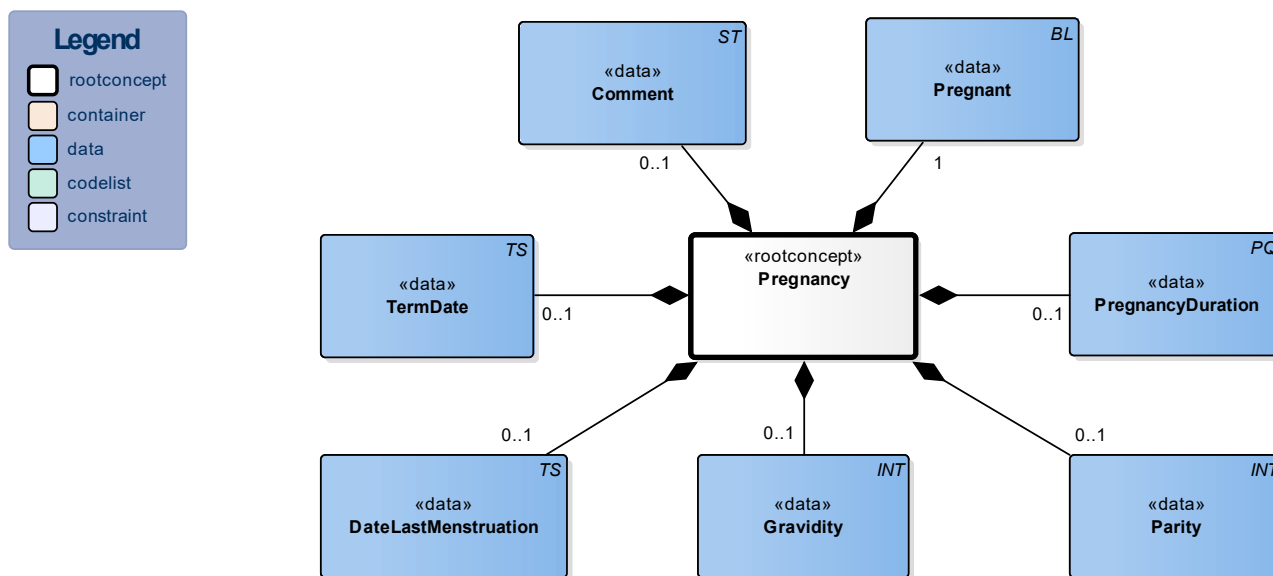 Legend
rootconcept
container
data
codelist
constraint
ST
«data»
Comment
BL
«data»
Pregnant
0..1
1
TS
«data»
TermDate
0..1
«rootconcept»
Pregnancy
PQ
«data»
PregnancyDuration
0..1
0..1
0..1
0..1
TS
«data»
DateLastMenstruation
INT
«data»
Gravidity
INT
«data»
Parity